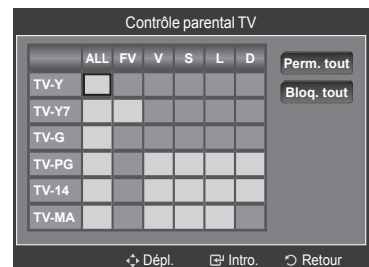 Contrôle parental TV
ALL FV V S L D
Perm. tout
TV-Y
Bloq. tout
TV-Y7
TV-G
TV-PG
TV-14
TV-MA
Dépl. Intro. Retour